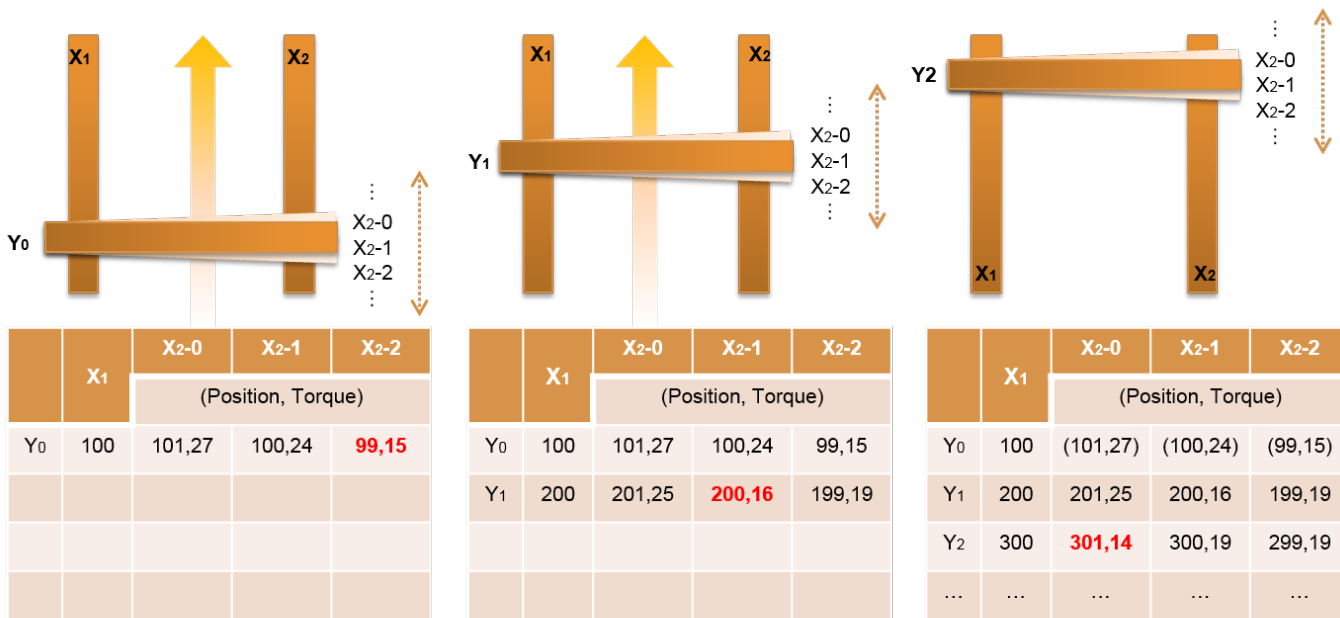 X1 X2
Y0
⋮
X2-0
X2-1
X2-2
⋮
X2-0 X2-1 X2-2
X1
(Position, Torque)
Y0 100 101,27 100,24 99,15
X1 X2
Y1
⋮
X2-0
X2-1
X2-2
⋮
X2-0 X2-1 X2-2
X1
(Position, Torque)
Y0 100 101,27 100,24 99,15
Y1 200 201,25 200,16 199,19
Y2
⋮
X2-0
X2-1
X2-2
⋮
X1 X2
X2-0 X2-1 X2-2
X1
(Position, Torque)
Y0 100 (101,27) (100,24) (99,15)
Y1 200 201,25 200,16 199,19
Y2 300 301,14 300,19 299,19
... ... ... ... ...